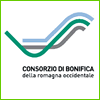 CONSORZIO DI BONIFICA
della romagna occidentale